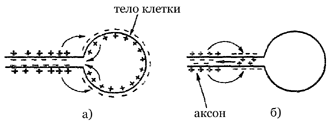 тело клетки
а)
аксон
б)